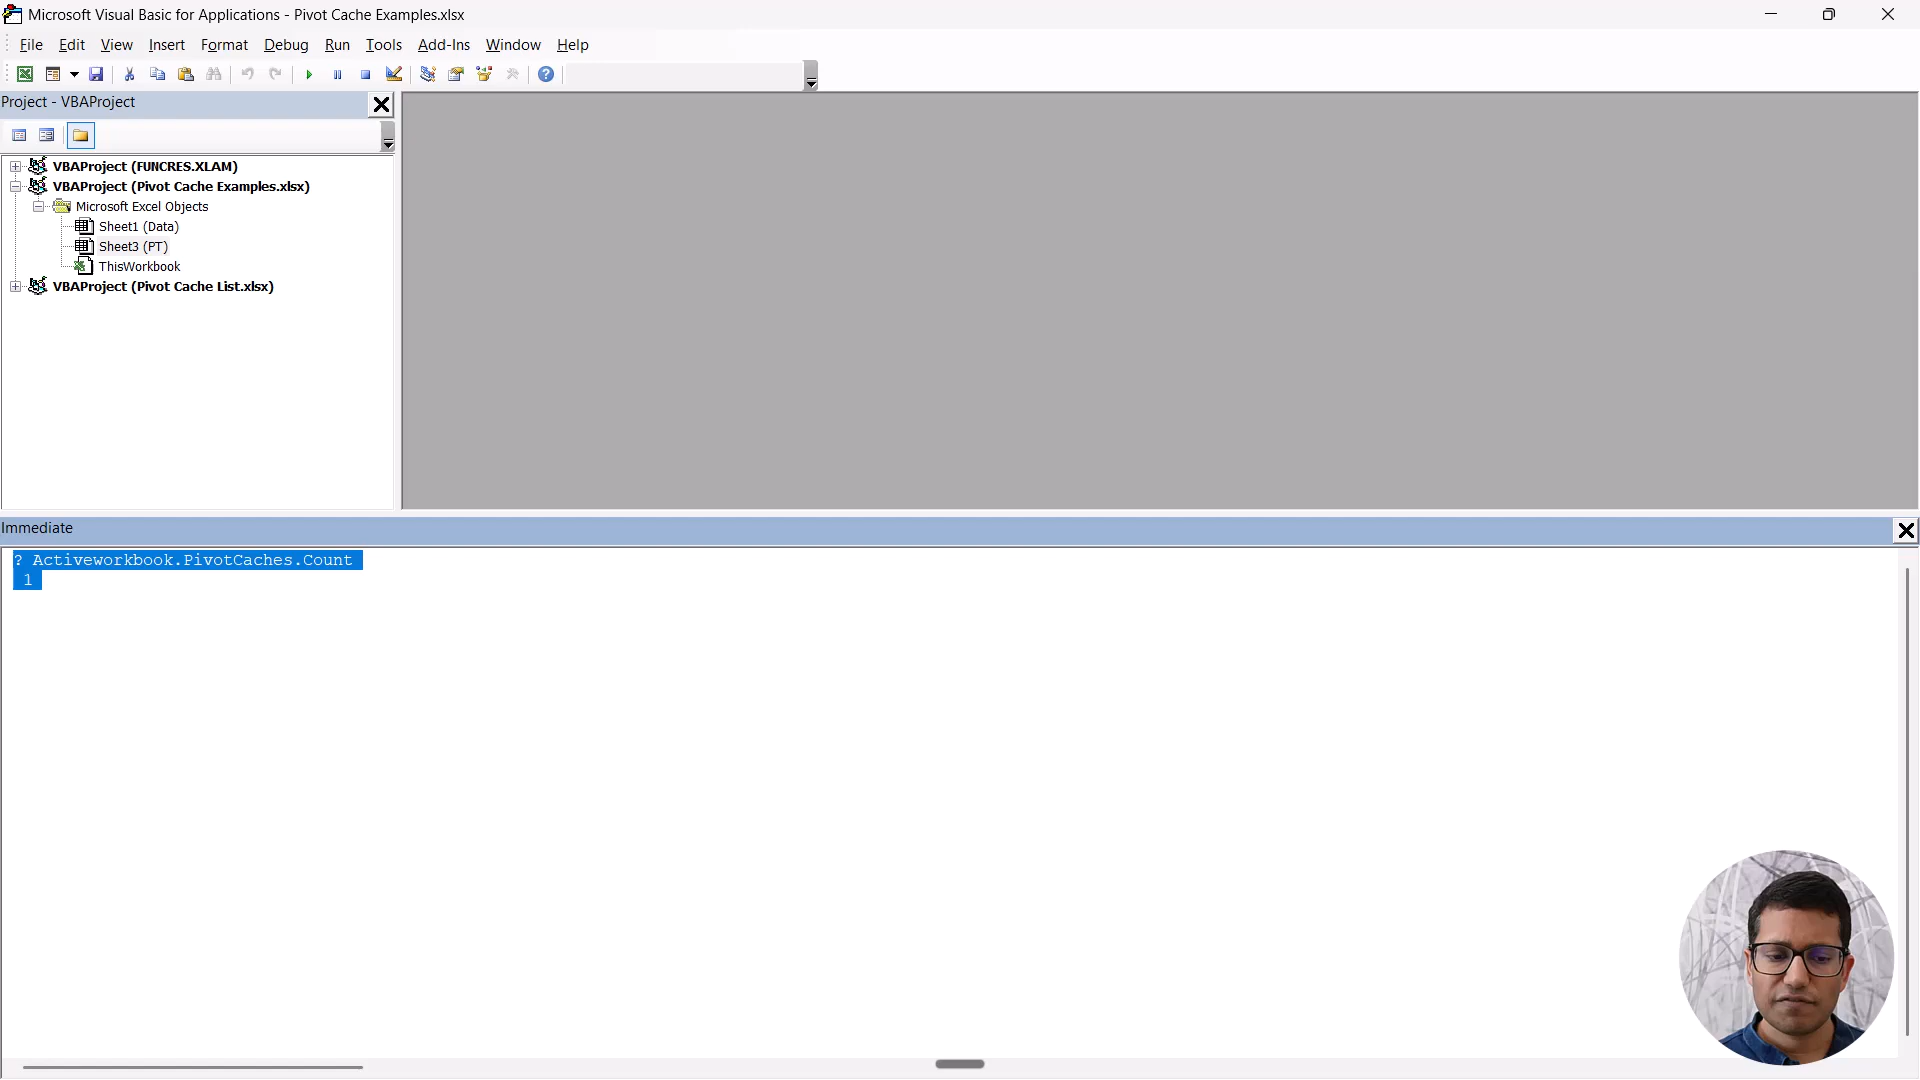 Microsoft Visual Basic for Applications - Pivot Cache Examples.xlsx
File Edit View Insert Format Debug Run Tools Add-Ins Window Help
Project - VBAProject
VBAProject (FUNCRES.XLAM)
VBAProject (Pivot Cache Examples.xlsx)
Microsoft Excel Objects
Sheet1 (Data)
Sheet3 (PT)
ThisWorkbook
VBAProject (Pivot Cache List.xlsx)
Immediate
? Activeworkbook.PivotCaches.Count
1